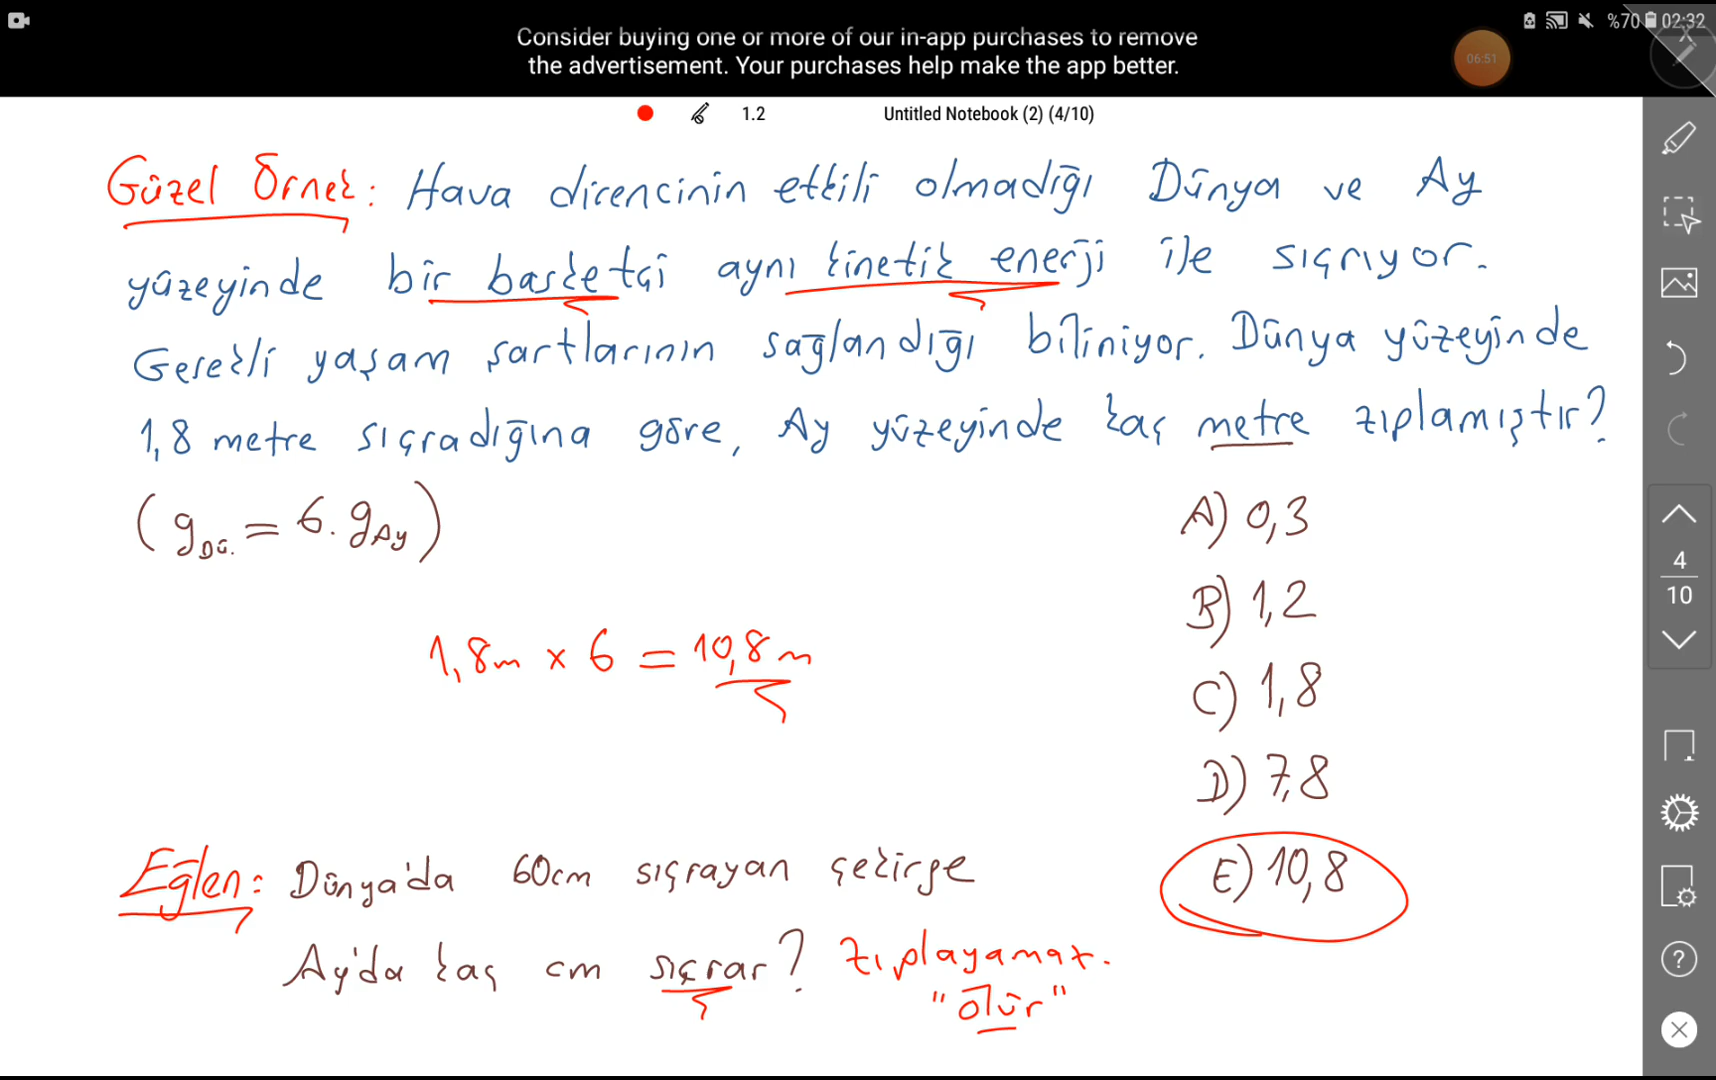 %70 02:32
Consider buying one or more of our in-app purchases to remove
the advertisement. Your purchases help make the app better.
06:51
1.2 Untitled Notebook (2) (4/10)
Güzel Örnek: Hava direncinin etkili olmadığı Dünya ve Ay
yüzeyinde bir basketçi aynı kinetik enerji ile sıçrıyor.
Gerekli yaşam şartlarının sağlandığı biliniyor. Dünya yüzeyinde
1,8 metre sıçradığına göre, Ay yüzeyinde kaç metre zıplamıştır?
(gDü. = 6.gAy)
A) 0,3
B) 1,2
C) 1,8
D) 7,8
E) 10,8
1,8m x 6 = 10,8 m
Eğlen: Dünya'da 60cm sıçrayan çekirge
Ay'da kaç cm sıçrar? Zıplayamaz.
"ölür"
4
10
?